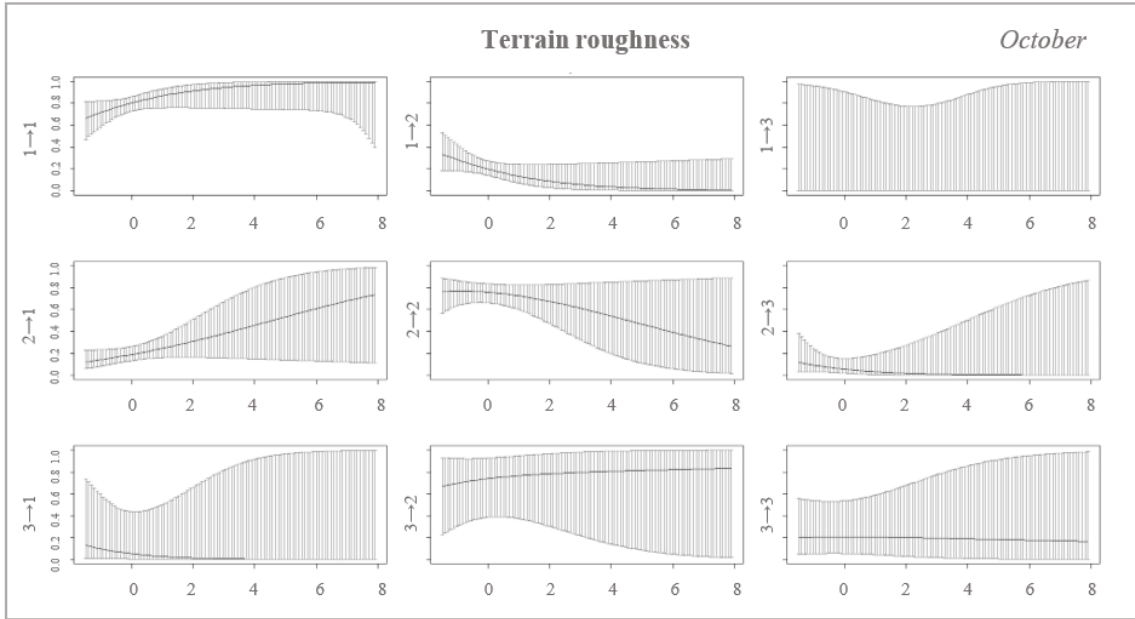 Terrain roughness October
1→1 0.0 0.2 0.4 0.6 0.8 1.0
1→2
1→3
0 2 4 6 8 0 2 4 6 8 0 2 4 6 8
2→1 0.0 0.2 0.4 0.6 0.8 1.0
2→2
2→3
0 2 4 6 8 0 2 4 6 8 0 2 4 6 8
3→1 0.0 0.2 0.4 0.6 0.8 1.0
3→2
3→3
0 2 4 6 8 0 2 4 6 8 0 2 4 6 8